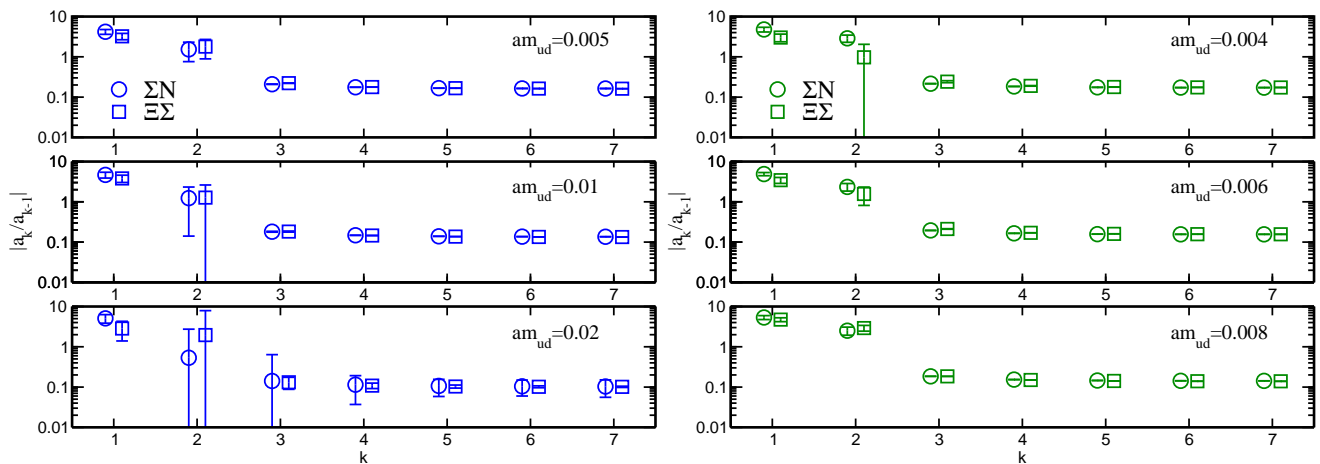 10
1
0.1
0.01
am_ud=0.005
ΣN
ΞΣ
1 2 3 4 5 6 7
10
1
0.1
0.01
|a_k/a_{k-1}|
am_ud=0.01
1 2 3 4 5 6 7
10
1
0.1
0.01
am_ud=0.02
1 2 3 4 5 6 7
k
10
1
0.1
0.01
am_ud=0.004
ΣN
ΞΣ
1 2 3 4 5 6 7
10
1
0.1
0.01
|a_k/a_{k-1}|
am_ud=0.006
1 2 3 4 5 6 7
10
1
0.1
0.01
am_ud=0.008
1 2 3 4 5 6 7
k